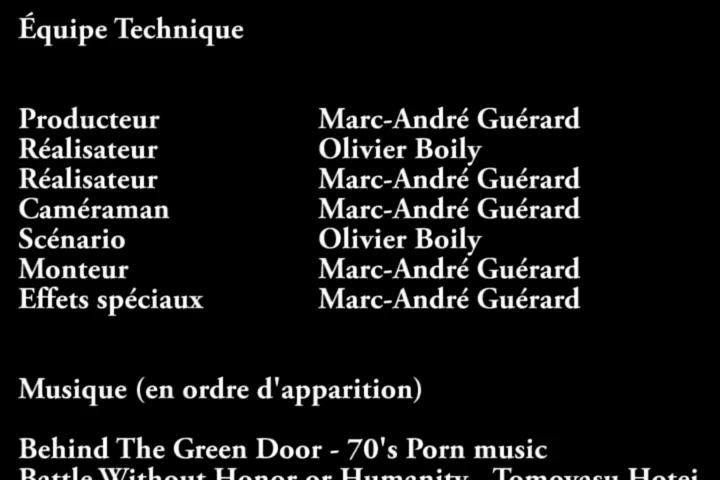 Équipe Technique
Producteur Marc-André Guérard
Réalisateur Olivier Boily
Réalisateur Marc-André Guérard
Caméraman Marc-André Guérard
Scénario Olivier Boily
Monteur Marc-André Guérard
Effets spéciaux Marc-André Guérard
Musique (en ordre d'apparition)
Behind The Green Door - 70's Porn music
Battle Without Honor or Humanity - Tomoyasu Hotei